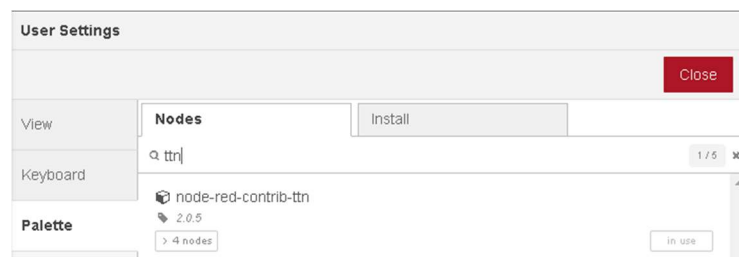 User Settings
Close
View
Nodes
Install
ttn
1 / 5
Keyboard
node-red-contrib-ttn
2.0.5
Palette
> 4 nodes
in use